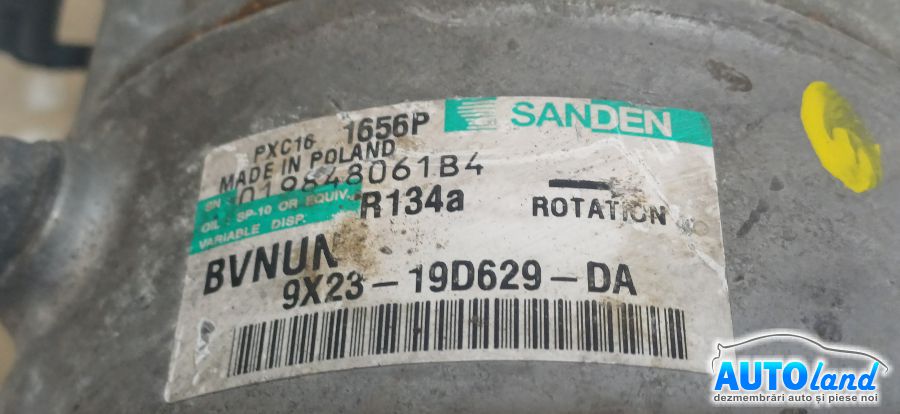 SANDEN
PXC16 1656P
MADE IN POLAND
SN
019848061B4
OIL SP-10 OR EQUIV. R134a
VARIABLE DISP. ROTATION
BVNUN
9X23-19D629-DA
AUTOland
dezmembrări auto și piese noi